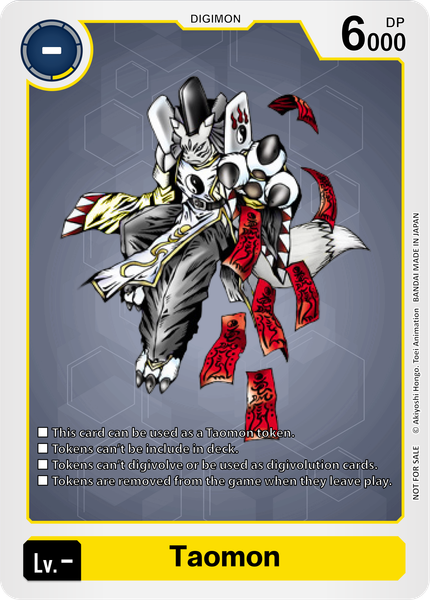 DIGIMON
DP
6000
-
■ This card can be used as a Taomon token.
■ Tokens can't be include in deck.
■ Tokens can't digivolve or be used as digivolution cards.
■ Tokens are removed from the game when they leave play.
NOT FOR SALE © Akiyoshi Hongo. Toei Animation BANDAI MADE IN JAPAN
Lv.-
Taomon